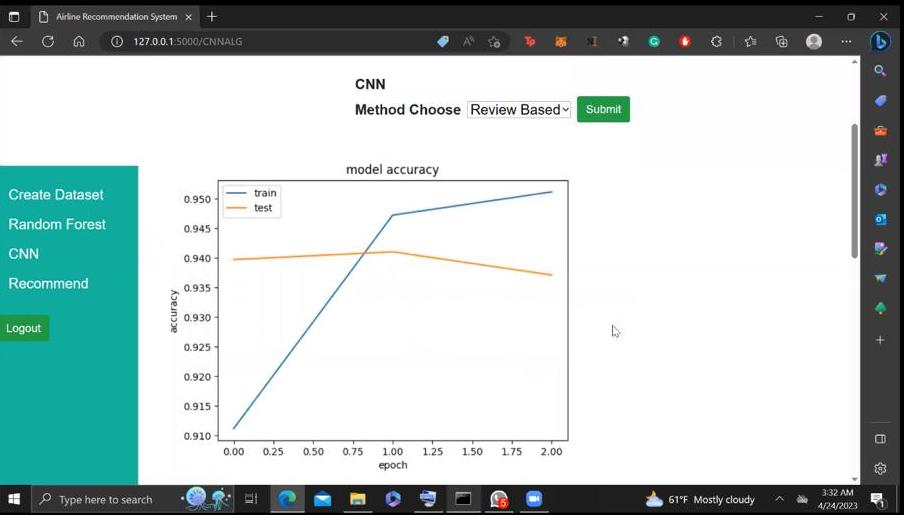 Airline Recommendation System
127.0.0.1:5000/CNNALG
CNN
Method Choose Review Based Submit
Create Dataset
Random Forest
CNN
Recommend
Logout
model accuracy
train
test
0.950
0.945
0.940
0.935
0.930
0.925
0.920
0.915
0.910
accuracy
0.00 0.25 0.50 0.75 1.00 1.25 1.50 1.75 2.00
epoch
Type here to search
61°F Mostly cloudy
3:32 AM
4/24/2023